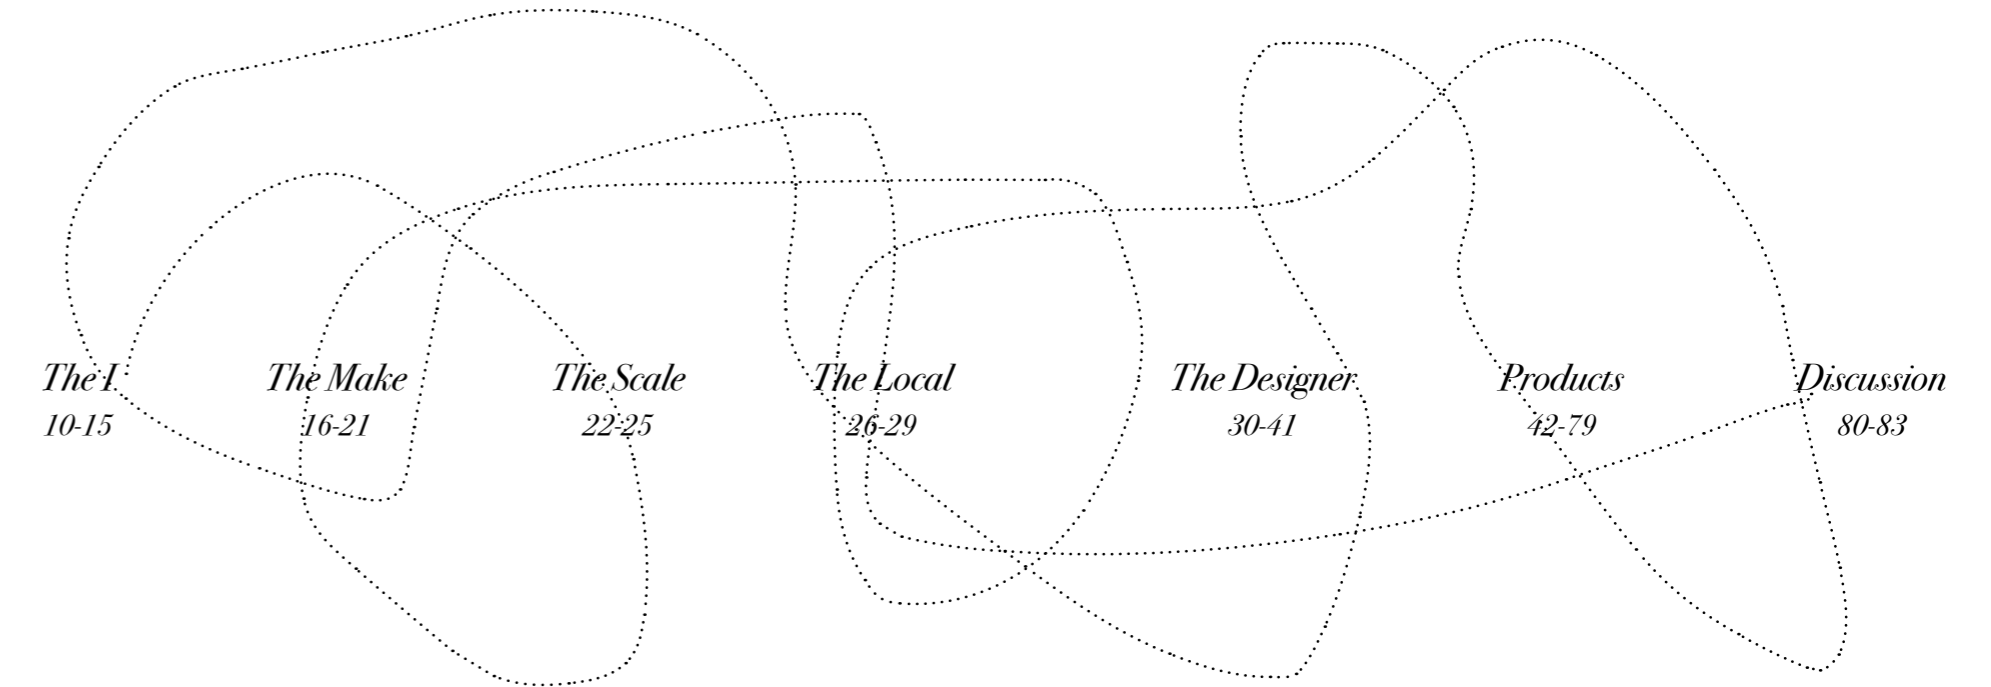 The I The Make The Scale The Local The Designer Products Discussion
10-15 16-21 22-25 26-29 30-41 42-79 80-83